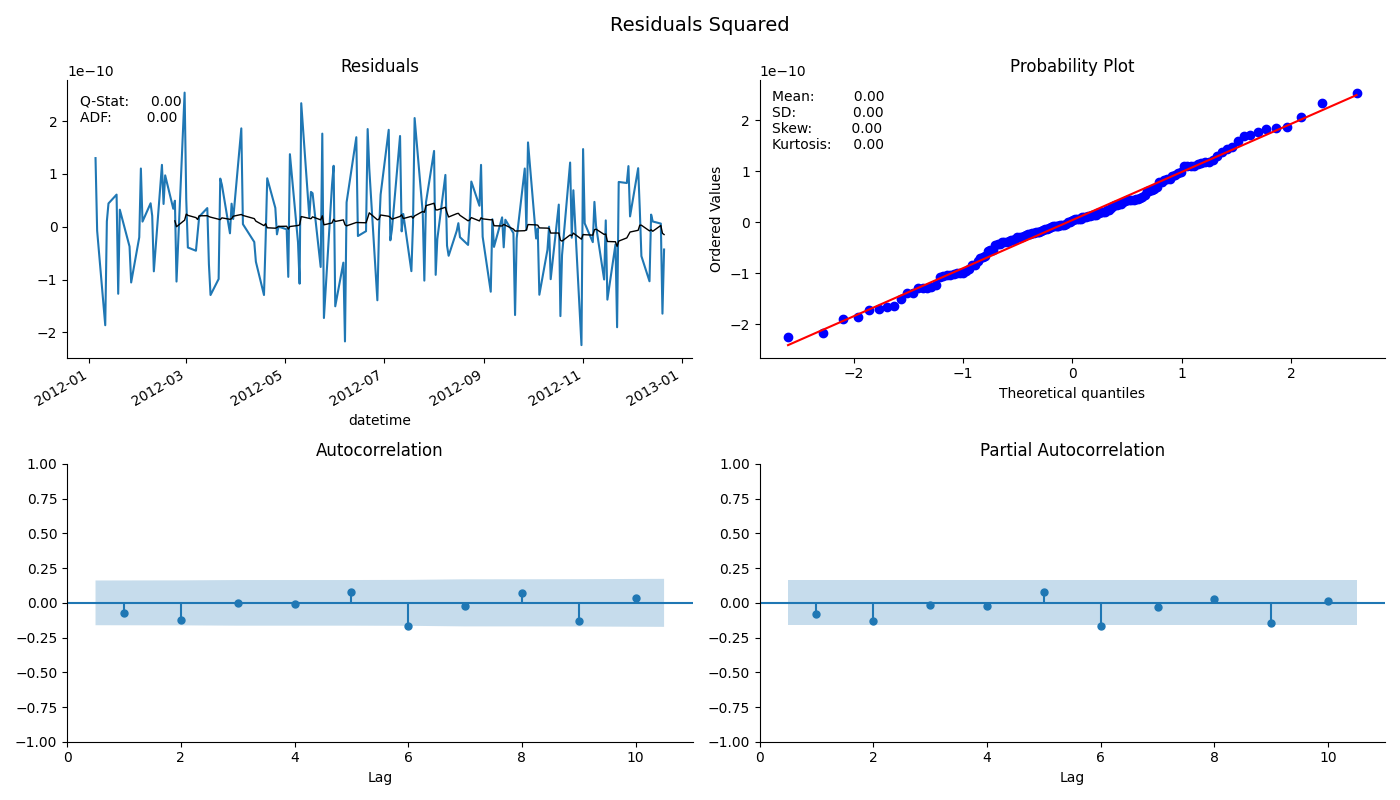 Residuals Squared
Residuals
1e−10
Q-Stat: 0.00
ADF: 0.00
2
1
0
−1
−2
2012-01
2012-03
2012-05
2012-07
2012-09
2012-11
2013-01
datetime
Probability Plot
1e−10
Mean: 0.00
SD: 0.00
Skew: 0.00
Kurtosis: 0.00
Ordered Values
2
1
0
−1
−2
−2 −1 0 1 2
Theoretical quantiles
Autocorrelation
1.00
0.75
0.50
0.25
0.00
−0.25
−0.50
−0.75
−1.00
0 2 4 6 8 10
Lag
Partial Autocorrelation
1.00
0.75
0.50
0.25
0.00
−0.25
−0.50
−0.75
−1.00
0 2 4 6 8 10
Lag